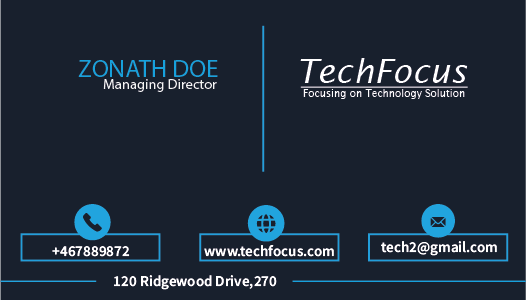 ZONATH DOE
Managing Director
TechFocus
Focusing on Technology Solution
+467889872
www.techfocus.com
tech2@gmail.com
120 Ridgewood Drive,270